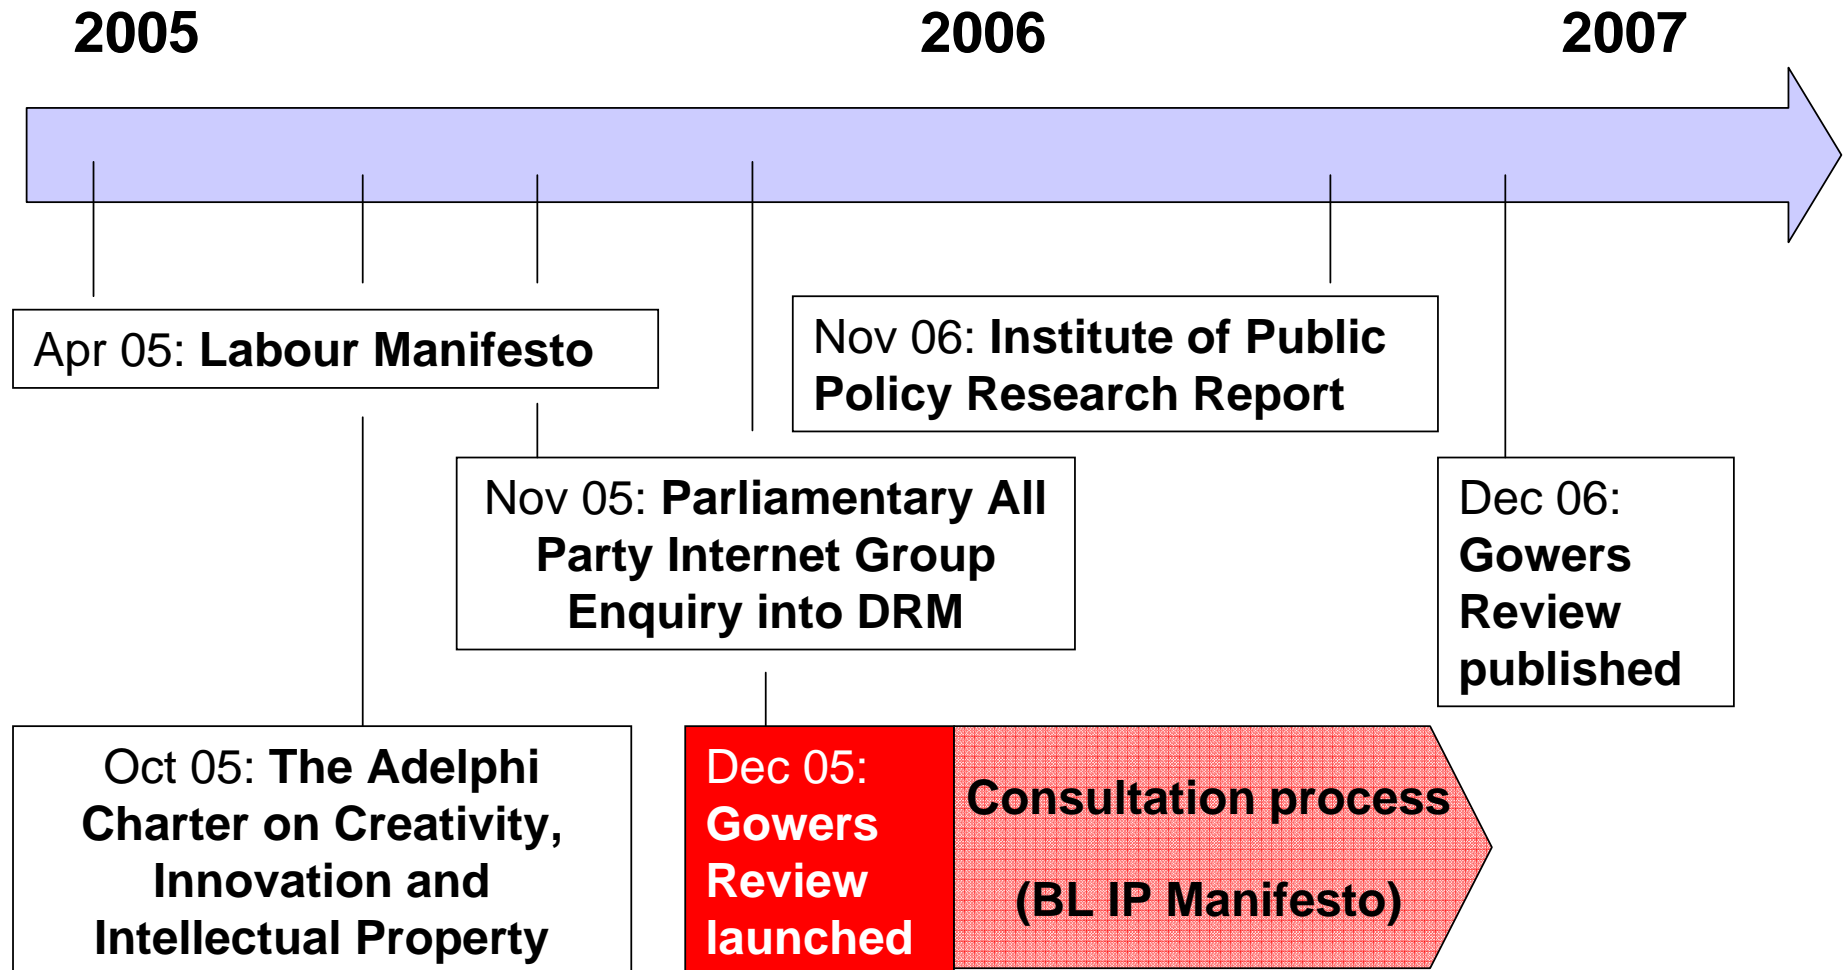 2005
2006
2007
Apr 05: Labour Manifesto
Nov 06: Institute of Public
Policy Research Report
Nov 05: Parliamentary All
Party Internet Group
Enquiry into DRM
Dec 06:
Gowers
Review
published
Oct 05: The Adelphi
Charter on Creativity,
Innovation and
Intellectual Property
Dec 05:
Gowers
Review
launched
Consultation process
(BL IP Manifesto)